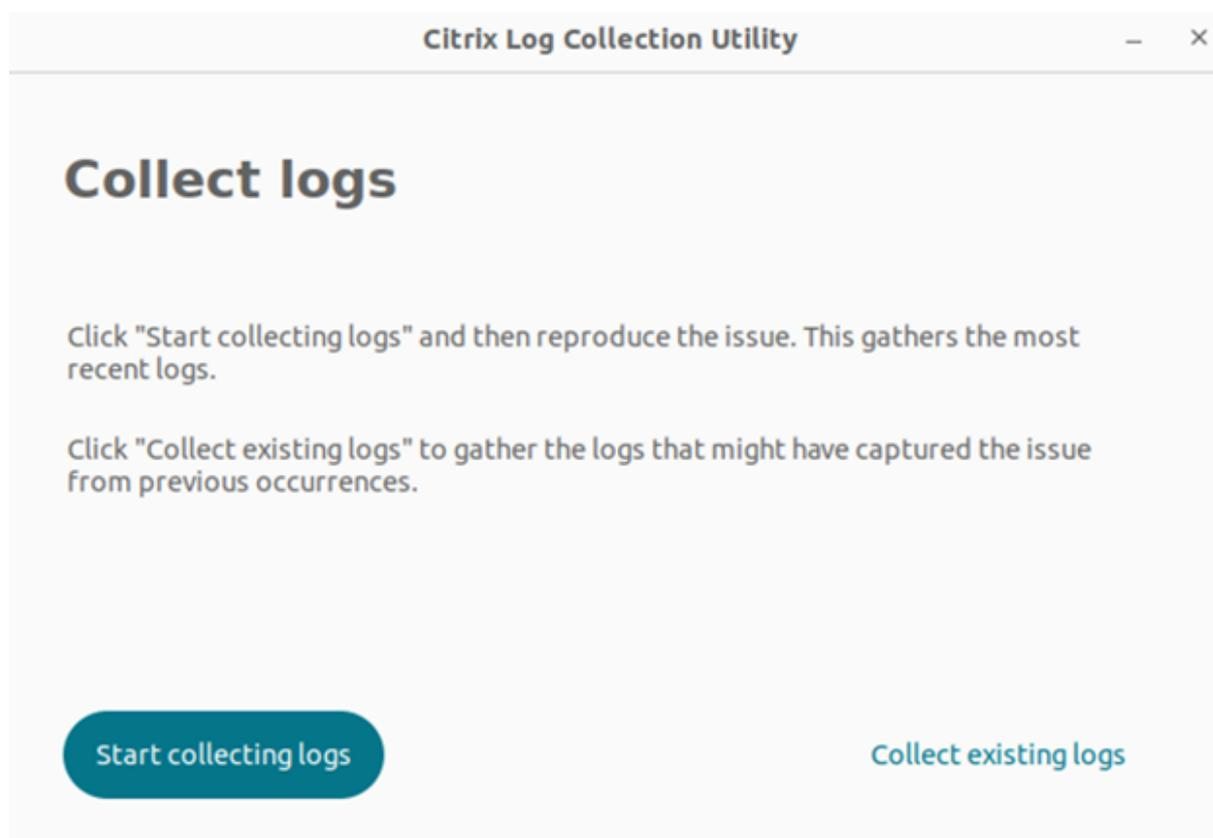 Citrix Log Collection Utility
Collect logs
Click "Start collecting logs" and then reproduce the issue. This gathers the most
recent logs.
Click "Collect existing logs" to gather the logs that might have captured the issue
from previous occurrences.
Start collecting logs
Collect existing logs